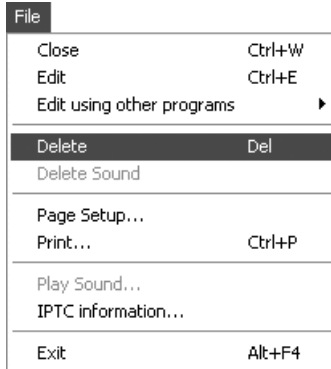 File
Close Ctrl+W
Edit Ctrl+E
Edit using other programs
Delete Del
Delete Sound
Page Setup...
Print... Ctrl+P
Play Sound...
IPTC information...
Exit Alt+F4